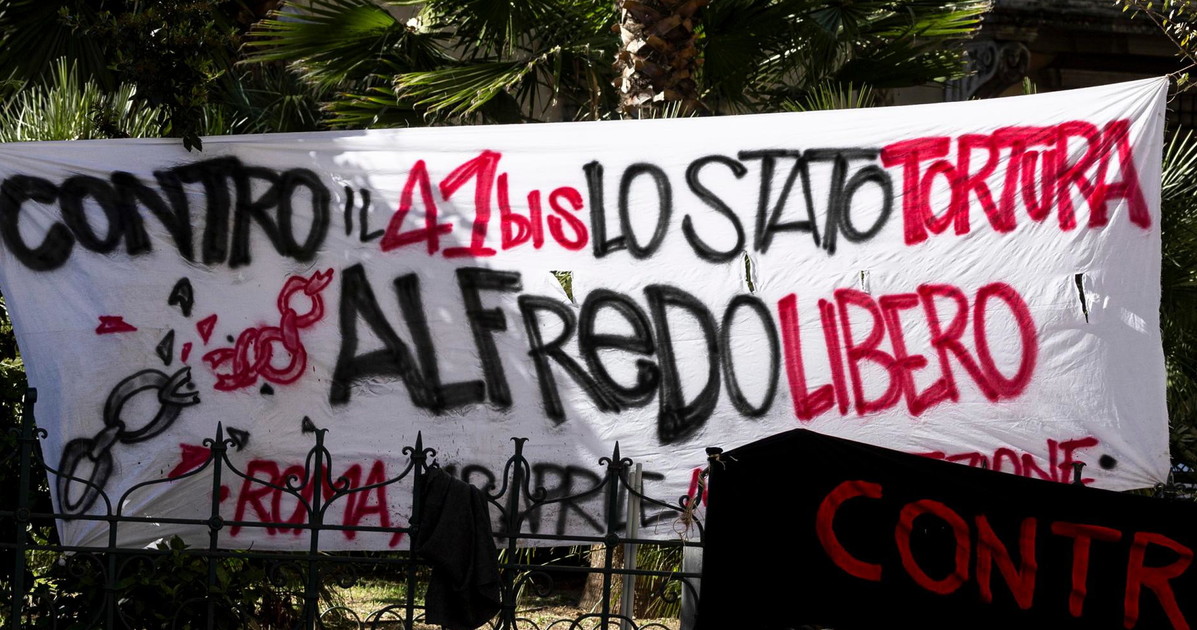 CONTRO IL 41bis LO STATO TORTURA
ALFREDO LIBERO
ROMA
CONTR